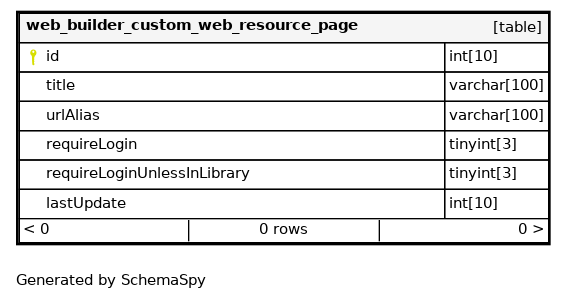 web_builder_custom_web_resource_page [table]
id int[10]
title varchar[100]
urlAlias varchar[100]
requireLogin tinyint[3]
requireLoginUnlessInLibrary tinyint[3]
lastUpdate int[10]
< 0 0 rows 0 >
Generated by SchemaSpy